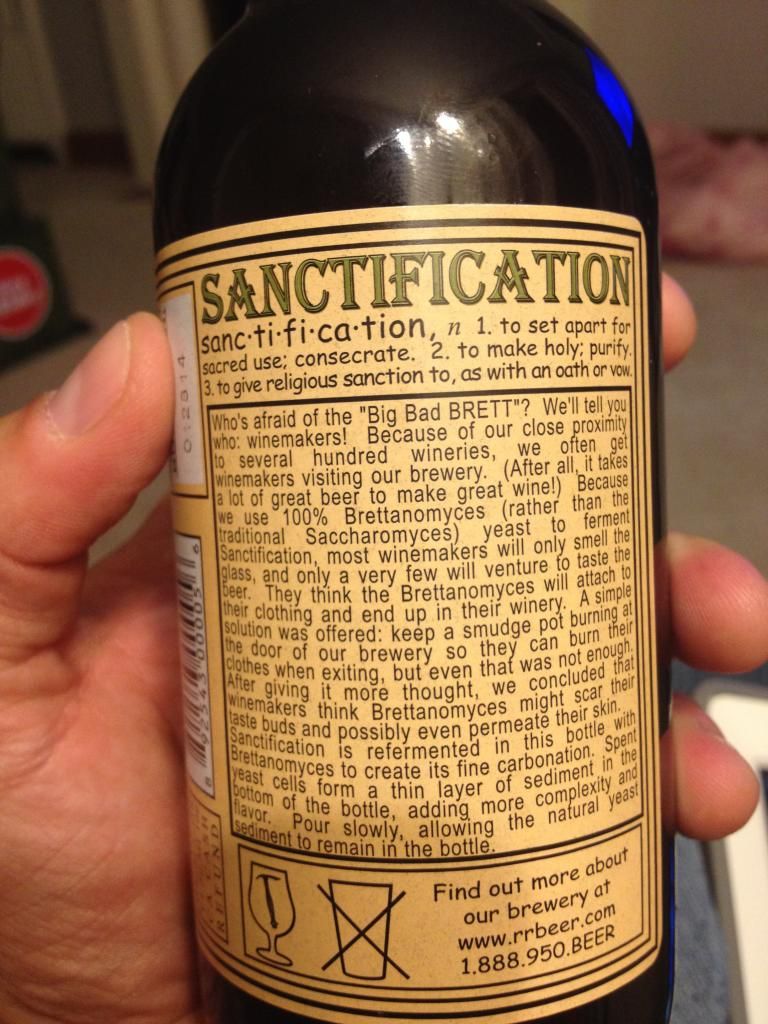 SANCTIFICATION
sanc·ti·fi·ca·tion, n 1. to set apart for
sacred use; consecrate. 2. to make holy; purify.
3. to give religious sanction to, as with an oath or vow.
Who's afraid of the "Big Bad BRETT"? We'll tell you
who: winemakers! Because of our close proximity
to several hundred wineries, we often get
winemakers visiting our brewery. (After all, it takes
a lot of great beer to make great wine!) Because
we use 100% Brettanomyces (rather than the
traditional Saccharomyces) yeast to ferment
Sanctification, most winemakers will only smell the
glass, and only a very few will venture to taste the
beer. They think the Brettanomyces will attach to
their clothing and end up in their winery. A simple
solution was offered: keep a smudge pot burning at
the door of our brewery so they can burn their
clothes when exiting, but even that was not enough.
After giving it more thought, we concluded that
winemakers think Brettanomyces might scar their
taste buds and possibly even permeate their skin.
Sanctification is refermented in this bottle with
Brettanomyces to create its fine carbonation. Spent
yeast cells form a thin layer of sediment in the
bottom of the bottle, adding more complexity and
flavor. Pour slowly, allowing the natural yeast
sediment to remain in the bottle.
Find out more about
our brewery at
www.rrbeer.com
1.888.950.BEER
012814
8 92543 00005 6
CA CASH
REFUND